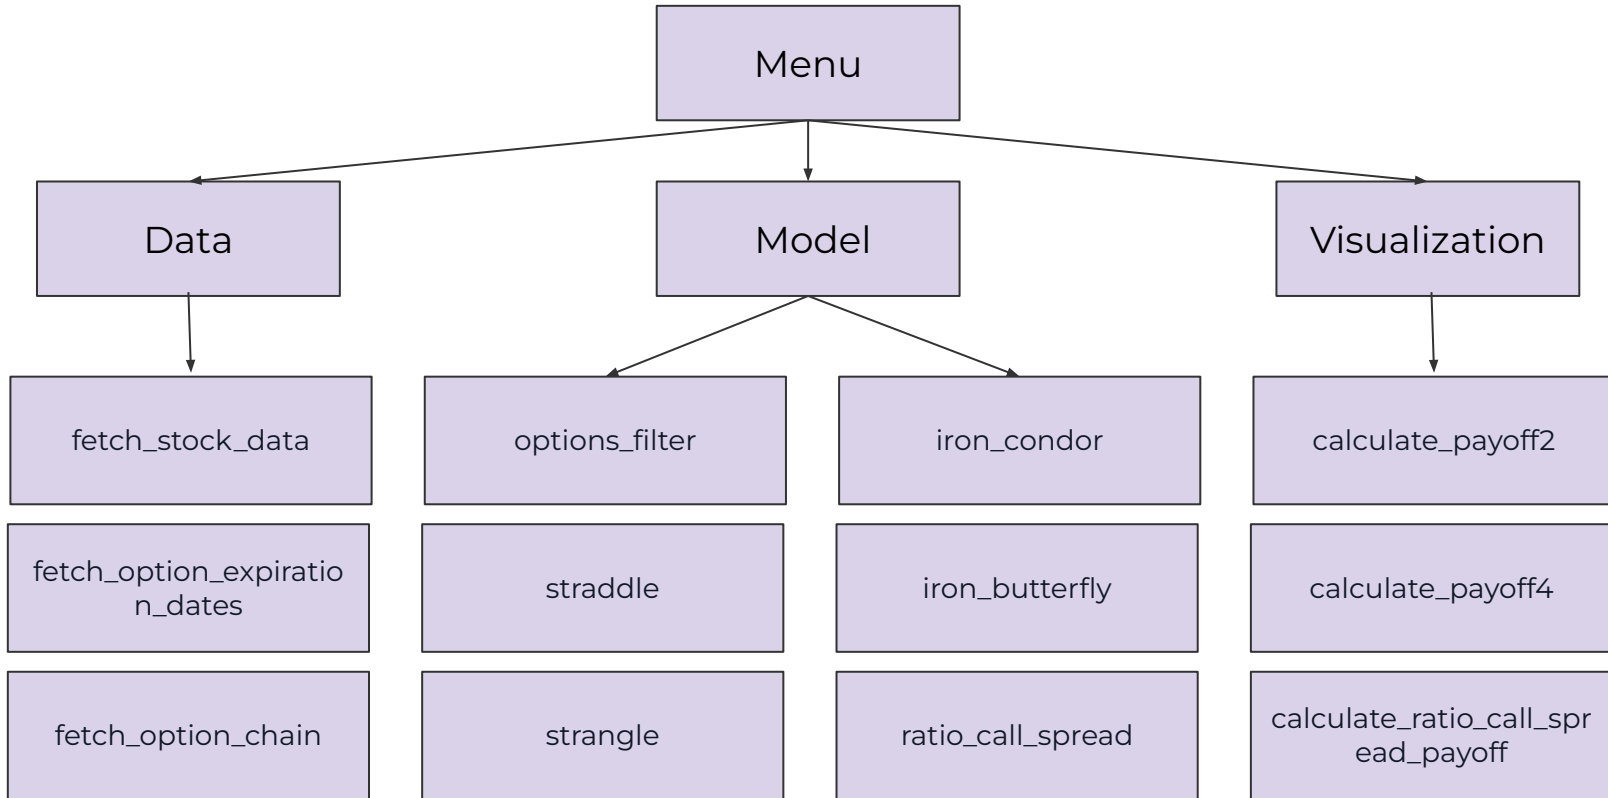 Menu
Data
Model
Visualization
fetch_stock_data
options_filter
iron_condor
calculate_payoff2
fetch_option_expiratio
n_dates
straddle
iron_butterfly
calculate_payoff4
fetch_option_chain
strangle
ratio_call_spread
calculate_ratio_call_spr
ead_payoff